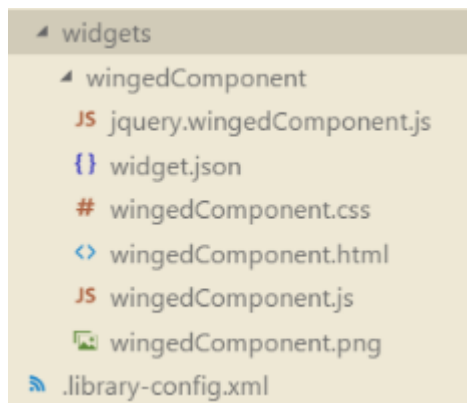 widgets
wingedComponent
JS jquery.wingedComponent.js
{} widget.json
# wingedComponent.css
<> wingedComponent.html
JS wingedComponent.js
wingedComponent.png
.library-config.xml